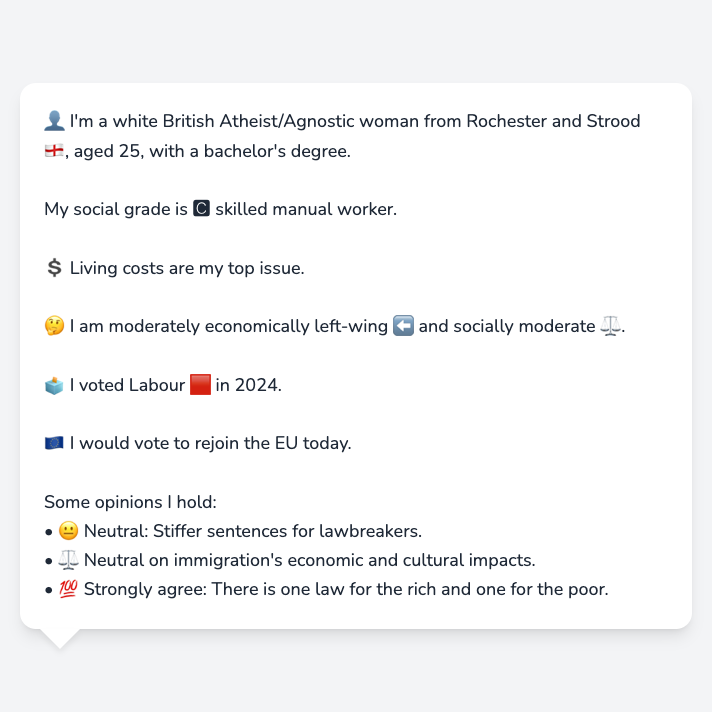 👤 I'm a white British Atheist/Agnostic woman from Rochester and Strood
🏴󠁧󠁢󠁥󠁮󠁧󠁿, aged 25, with a bachelor's degree.
My social grade is 🅲 skilled manual worker.
💲 Living costs are my top issue.
🤔 I am moderately economically left-wing ⬅️ and socially moderate ⚖️.
🗳️ I voted Labour 🟥 in 2024.
🇪🇺 I would vote to rejoin the EU today.
Some opinions I hold:
• 😐 Neutral: Stiffer sentences for lawbreakers.
• ⚖️ Neutral on immigration's economic and cultural impacts.
• 💯 Strongly agree: There is one law for the rich and one for the poor.